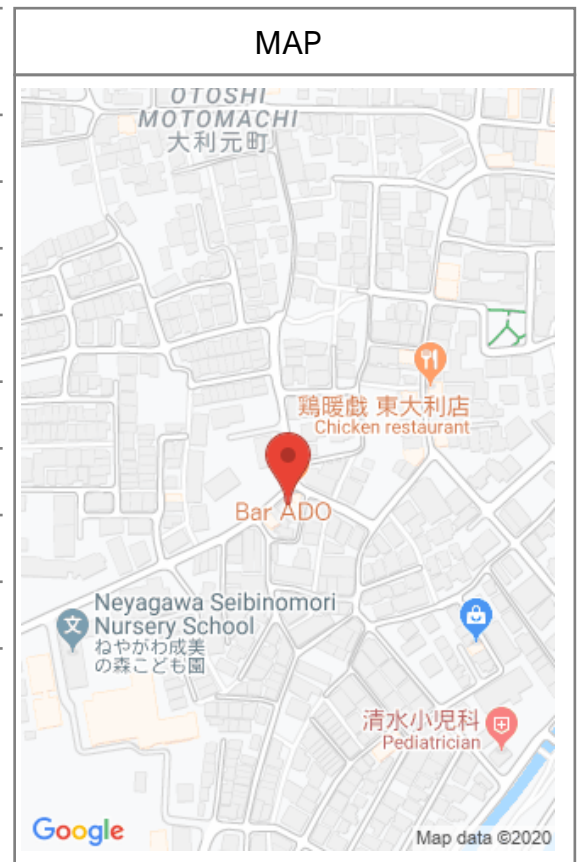 MAP
OTOSHI
MOTOMACHI
大利元町
鶏暖戯 東大利店
Chicken restaurant
Bar ADO
Neyagawa Seibinomori
Nursery School
ねやがわ成美
の森こども園
文
清水小児科
Pediatrician
Google
Map data ©2020